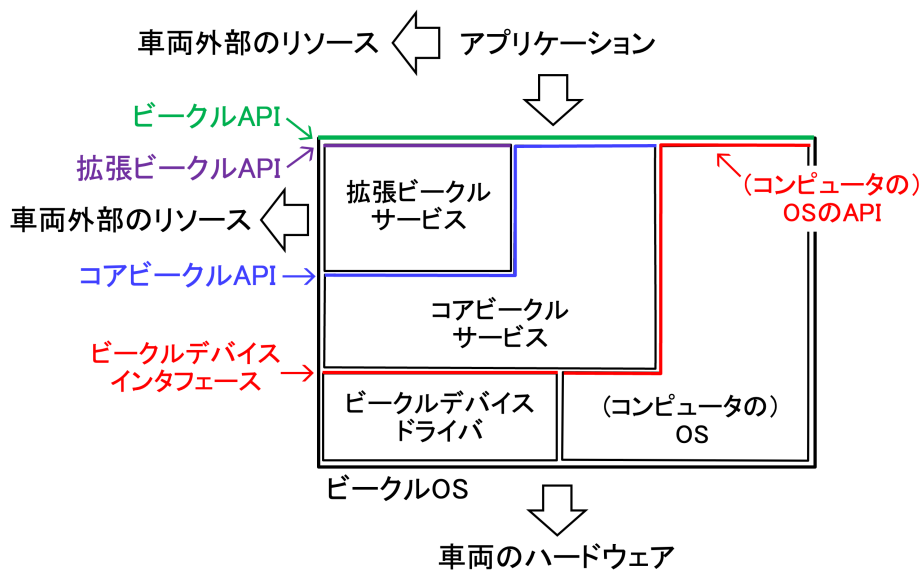 車両外部のリソース
アプリケーション
ビークルAPI
拡張ビークルAPI
拡張ビークル
サービス
(コンピュータの)
OSのAPI
車両外部のリソース
コアビークルAPI
コアビークル
サービス
ビークルデバイス
インタフェース
ビークルデバイス
ドライバ
(コンピュータの)
OS
ビークルOS
車両のハードウェア